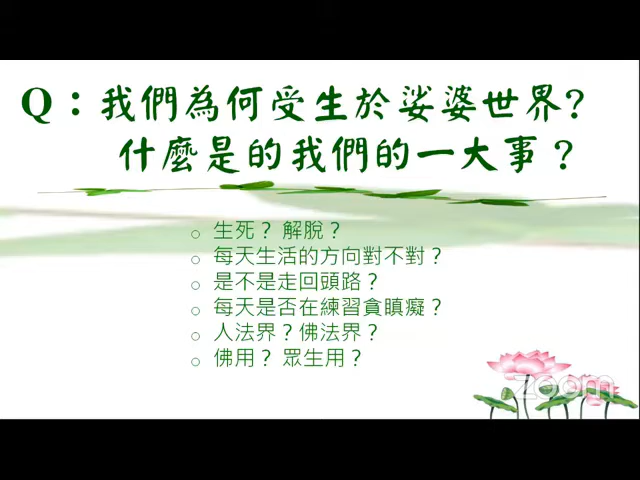 Q：我們為何受生於娑婆世界?
什麼是的我們的一大事？
生死？ 解脫？
每天生活的方向對不對？
是不是走回頭路？
每天是否在練習貪瞋癡？
人法界？佛法界？
佛用？ 眾生用？
zoom